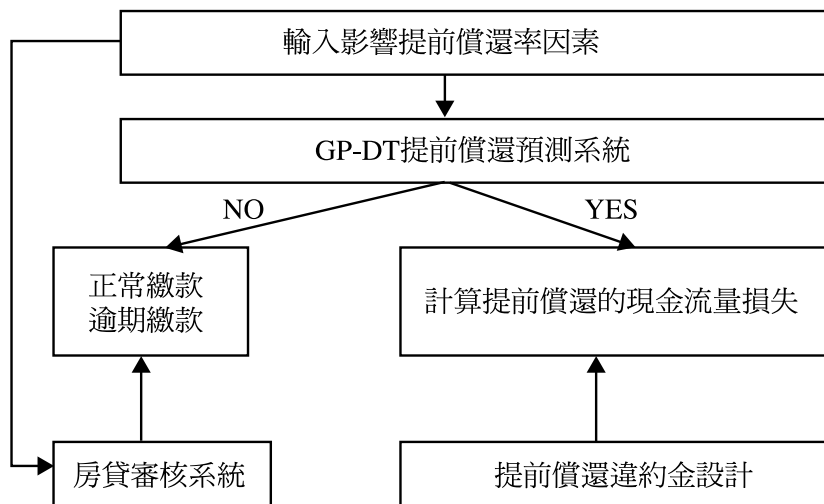 輸入影響提前償還率因素
GP-DT提前償還預測系統
NO
YES
正常繳款
逾期繳款
計算提前償還的現金流量損失
房貸審核系統
提前償還違約金設計